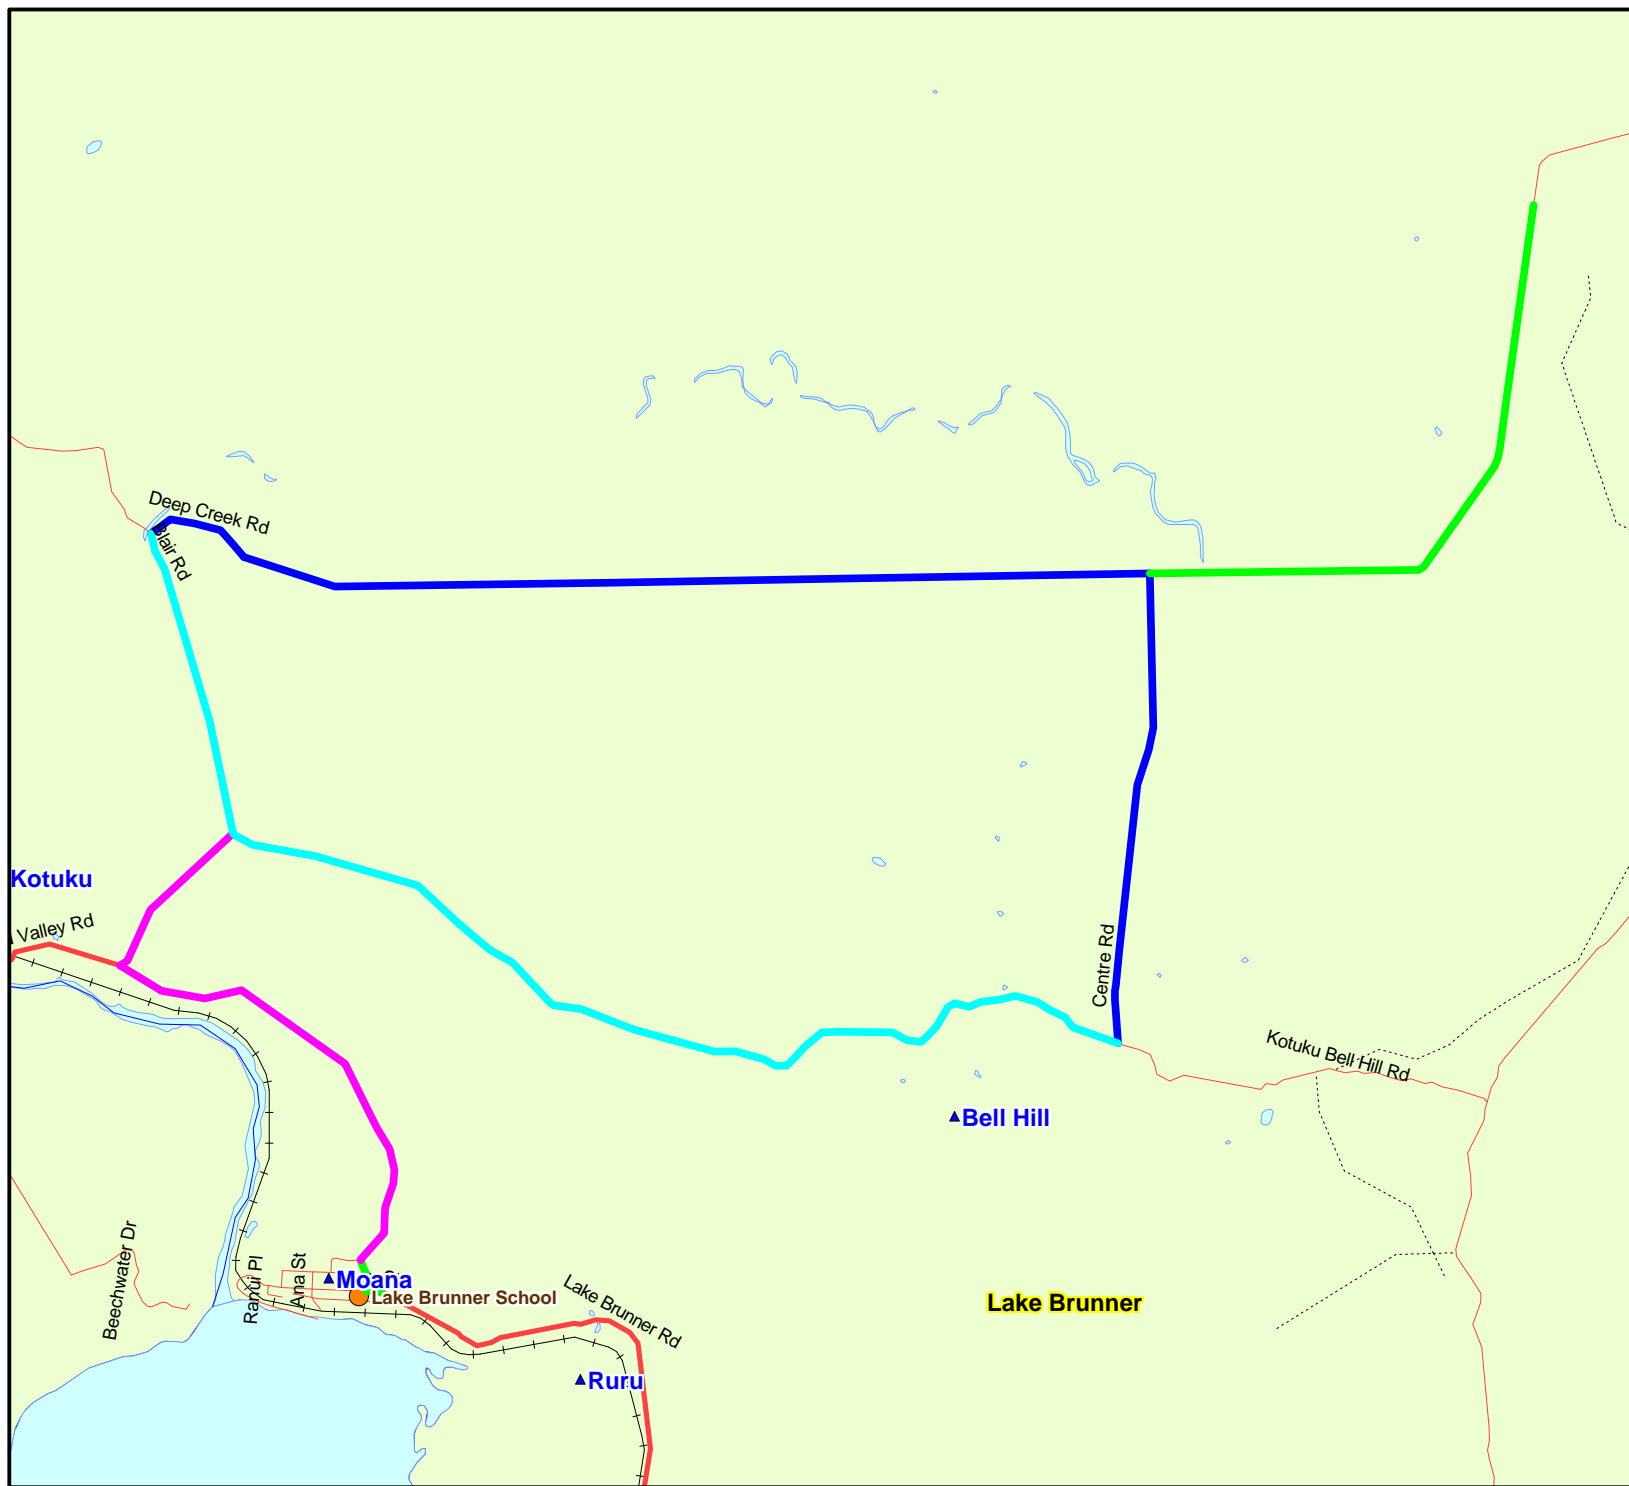 Deep Creek Rd
Blair Rd
Kotuku
Valley Rd
Centre Rd
Kotuku Bell Hill Rd
Bell Hill
Beechwater Dr
Ranui Pl
Ana St
Moana
Lake Brunner School
Lake Brunner Rd
Lake Brunner
Ruru